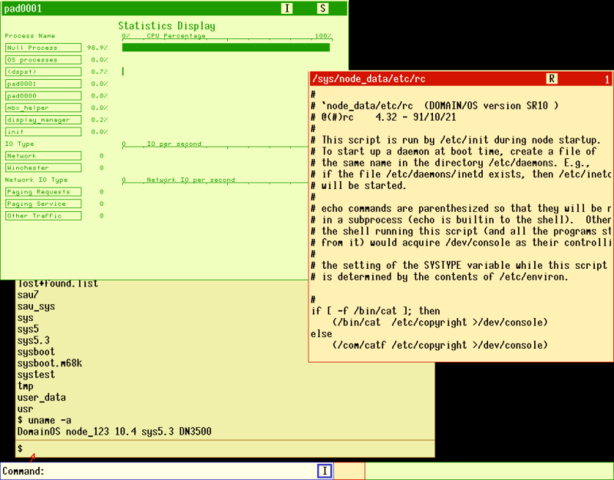 pad0001 I S
Statistics Display
Process Name 0% CPU Percentage 100%
Null Process 98.9%
OS processes 0.0%
(dspst) 0.7%
pad0001 0.0%
pad0000 0.0%
mbx_helper 0.0%
display_manager 0.2%
init 0.0%
IO Type 0 IO per second
Network 0
Winchester 0
Network IO Type 0 Network IO per second
Paging Requests 0
Paging Service 0
Other Traffic 0
/sys/node_data/etc/rc R 1
#
# `node_data/etc/rc (DOMAIN/OS version SR10 )
# @(#)rc 4.32 - 91/10/21
#
# This script is run by /etc/init during node startup.
# To start up a daemon at boot time, create a file of
# the same name in the directory /etc/daemons. E.g.,
# if the file /etc/daemons/inetd exists, then /etc/inetd
# will be started.
#
# echo commands are parenthesized so that they will be r
# in a subprocess (echo is builtin to the shell). Other
# the shell running this script (and all the programs st
# from it) would acquire /dev/console as their controlli
#
# the setting of the SYSTYPE variable while this script
# is determined by the contents of /etc/environ.
#
if [ -f /bin/cat ]; then
(/bin/cat /etc/copyright >/dev/console)
else
(/com/catf /etc/copyright >/dev/console)
lost+found.list
sau7
sau_sys
sys
sys5
sys5.3
sysboot
sysboot.m68k
systest
tmp
user_data
usr
$ uname -a
DomainOS node_123 10.4 sys5.3 DN3500
$
Command: I